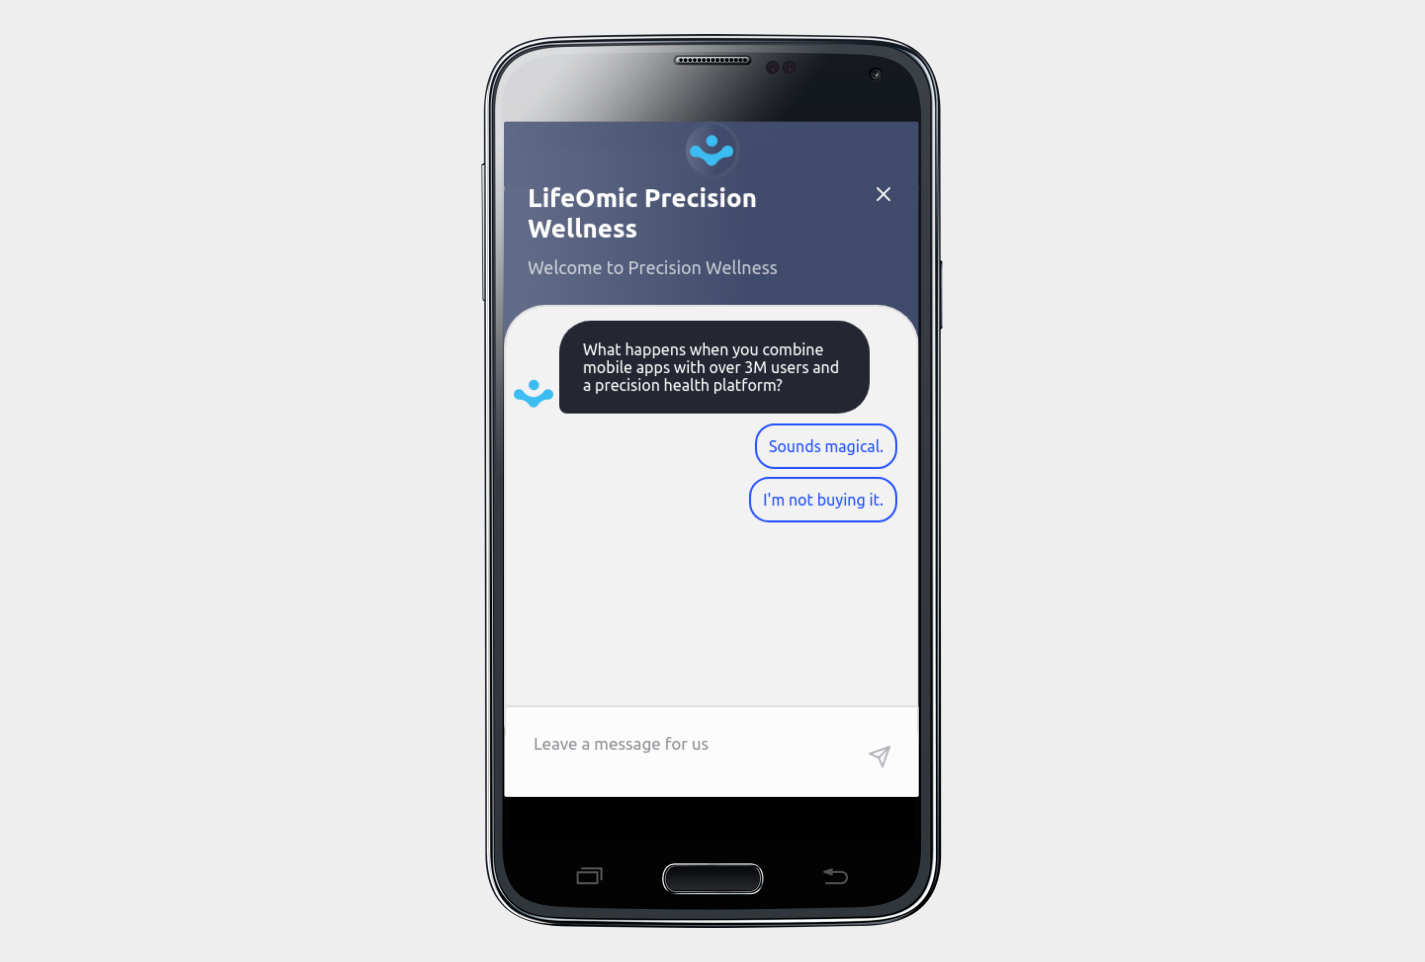 LifeOmic Precision
Wellness
Welcome to Precision Wellness
What happens when you combine
mobile apps with over 3M users and
a precision health platform?
Sounds magical.
I'm not buying it.
Leave a message for us